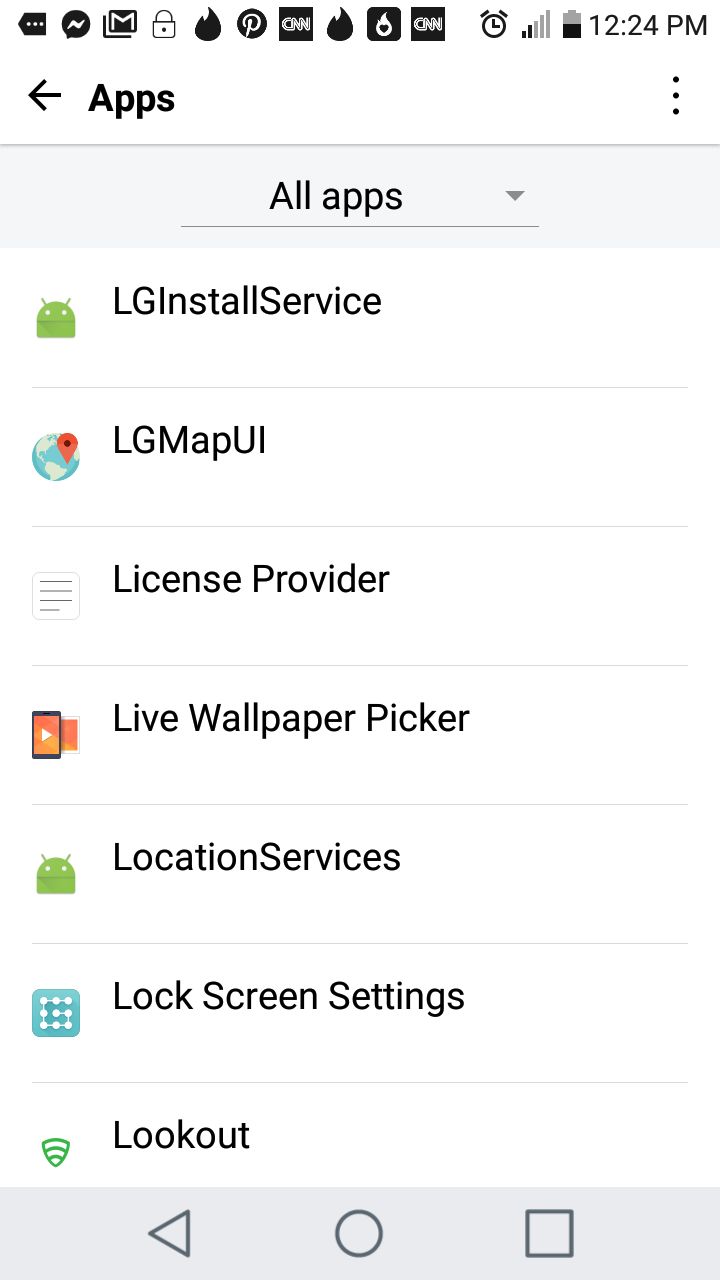 CNN CNN 12:24 PM
Apps
All apps
LGInstallService
LGMapUI
License Provider
Live Wallpaper Picker
LocationServices
Lock Screen Settings
Lookout